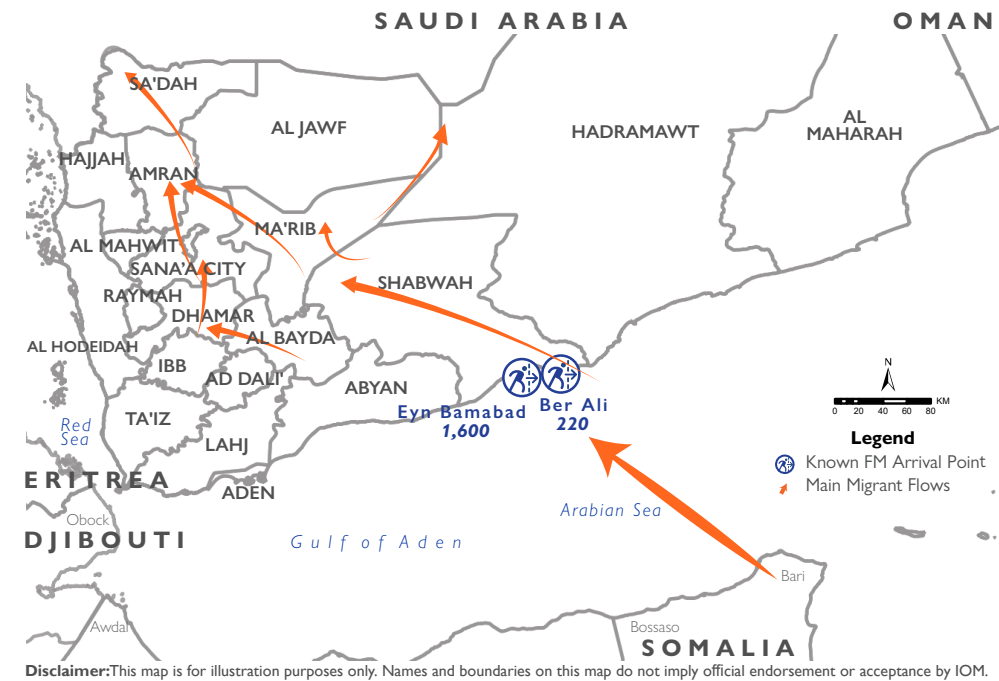 SAUDI ARABIA
OMAN
SA'DAH
AL JAWF
HADRAMAWT
AL
MAHARAH
HAJJAH
AMRAN
MA'RIB
AL MAHWIT
SANA'A CITY
SHABWAH
RAYMAH
DHAMAR
AL BAYDA
AL HODEIDAH
IBB
AD DALI'
ABYAN
Eyn Bamabad
1,600
Ber Ali
220
N
0 20 40 60 80 KM
TA'IZ
Red
Sea
LAHJ
Legend
Known FM Arrival Point
Main Migrant Flows
ERITREA
ADEN
Arabian Sea
Obock
DJIBOUTI
Gulf of Aden
Bari
Awdal
Bossaso
SOMALIA
Disclaimer:This map is for illustration purposes only. Names and boundaries on this map do not imply official endorsement or acceptance by IOM.